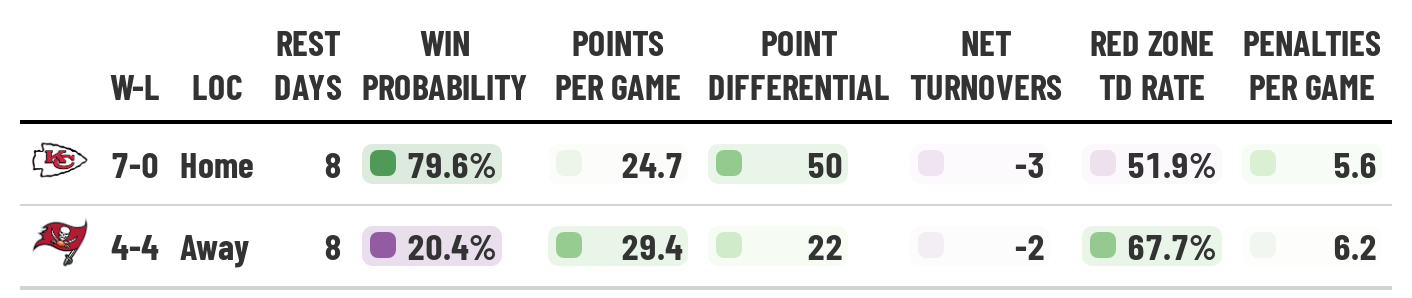 REST WIN POINTS POINT NET RED ZONE PENALTIES
W-L LOC DAYS PROBABILITY PER GAME DIFFERENTIAL TURNOVERS TD RATE PER GAME
KC 7-0 Home 8 79.6% 24.7 50 -3 51.9% 5.6
4-4 Away 8 20.4% 29.4 22 -2 67.7% 6.2